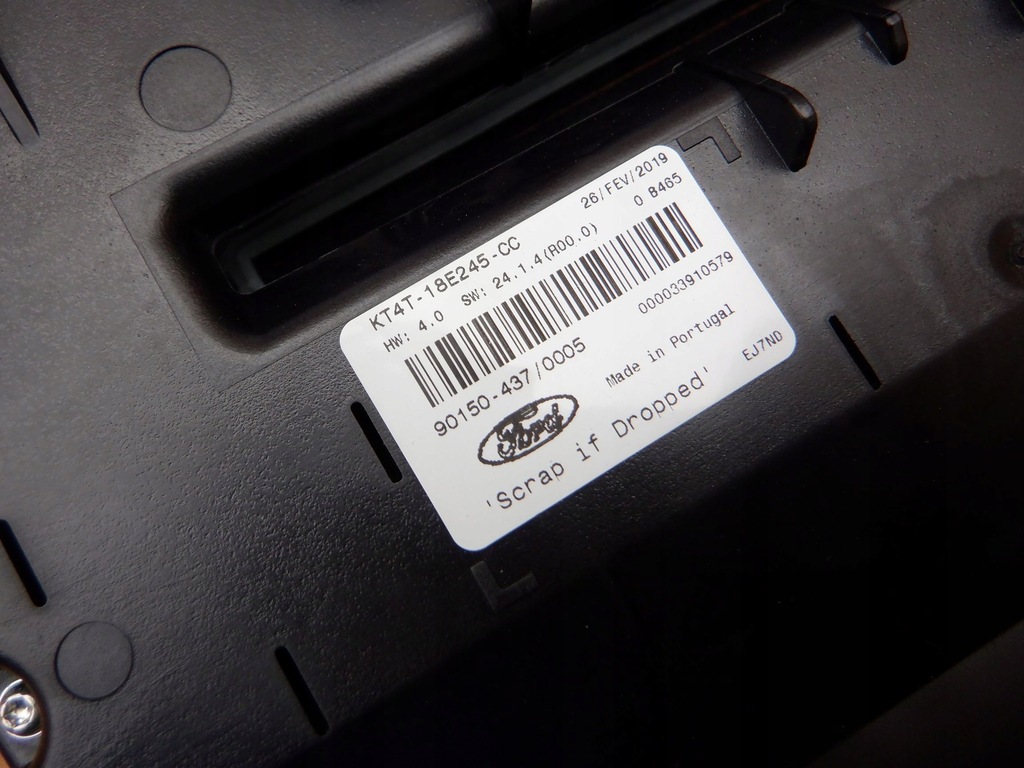 26/FEV/2019
KT4T-18E245-CC
0 8465
HW: 4.0 SW: 24.1.4(R00.0)
90150-437/0005
000033910579
Ford
Made in Portugal
'Scrap if Dropped'
EJ7ND